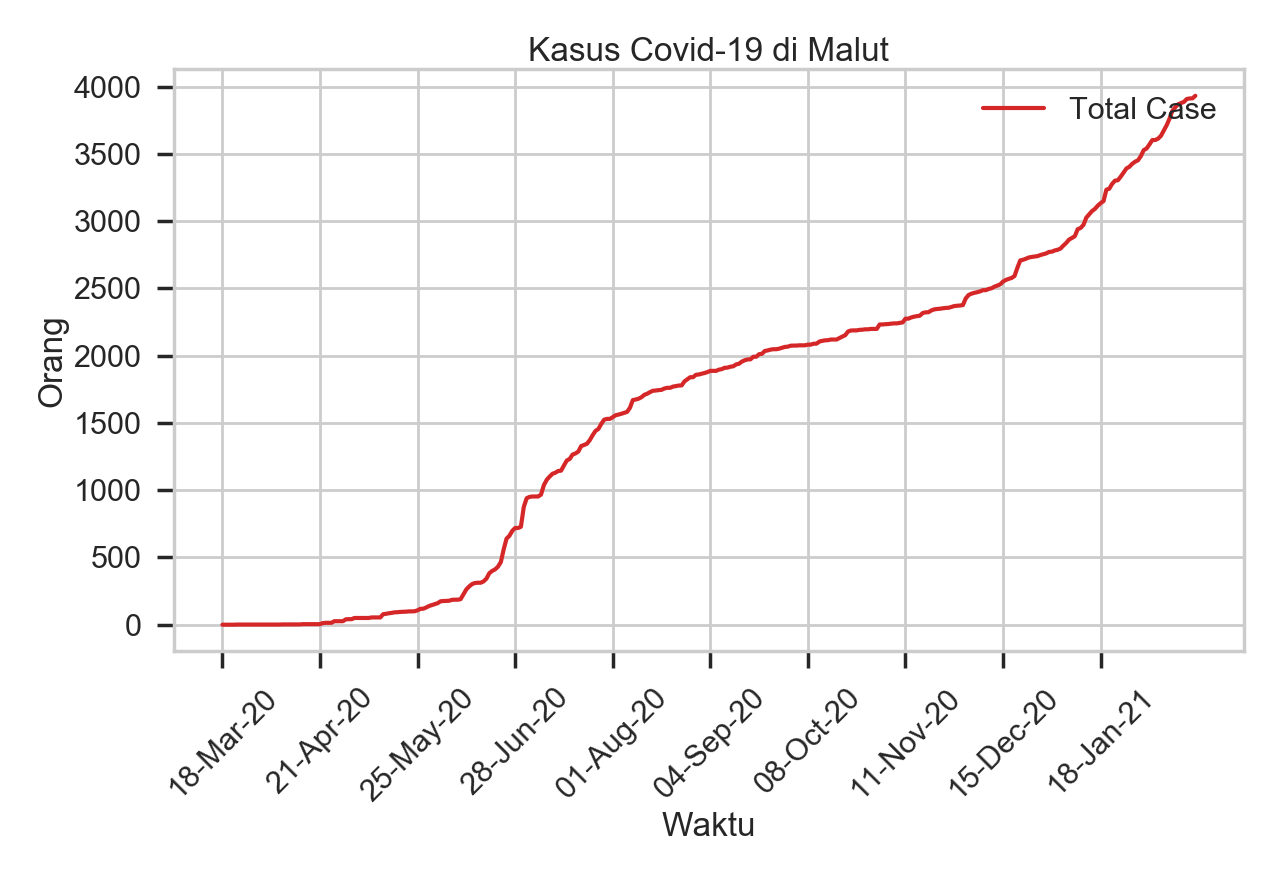 Kasus Covid-19 di Malut
Total Case
4000
3500
3000
2500
2000
1500
1000
500
0
Orang
18-Mar-20
21-Apr-20
25-May-20
28-Jun-20
01-Aug-20
04-Sep-20
08-Oct-20
11-Nov-20
15-Dec-20
18-Jan-21
Waktu